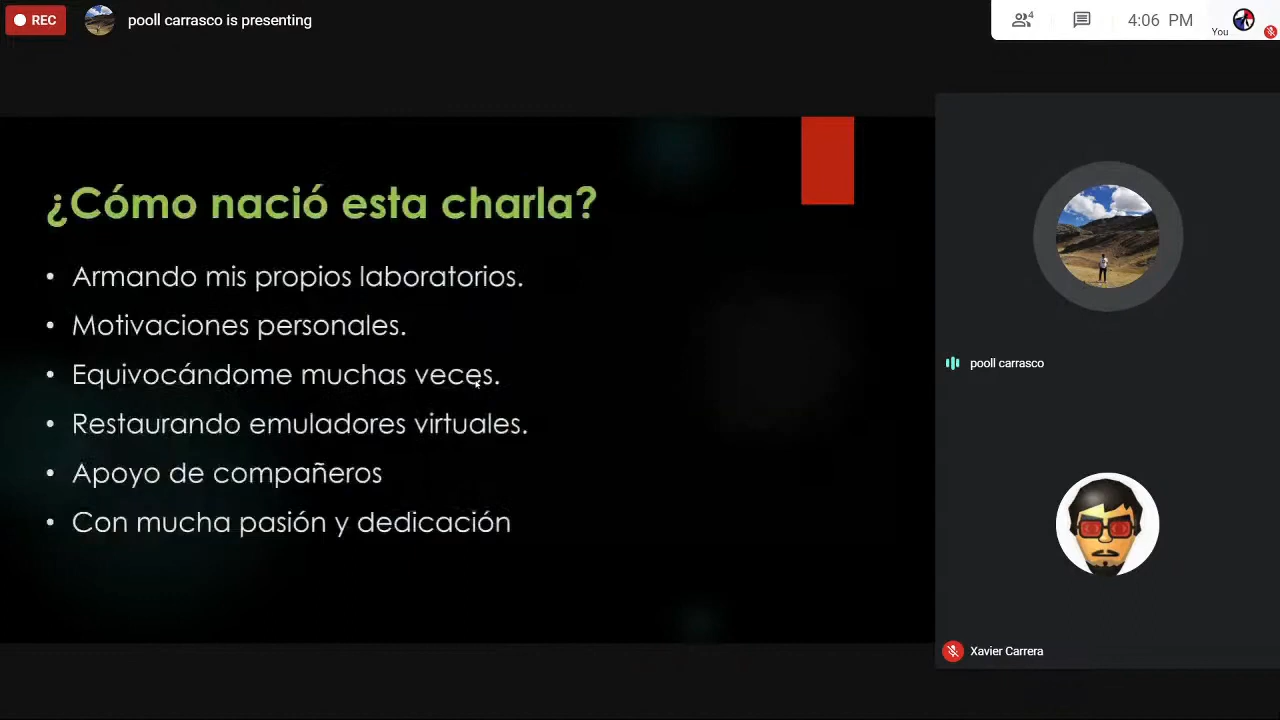 REC
pooll carrasco is presenting
4
4:06 PM
You
¿Cómo nació esta charla?
• Armando mis propios laboratorios.
• Motivaciones personales.
• Equivocándome muchas veces.
• Restaurando emuladores virtuales.
• Apoyo de compañeros
• Con mucha pasión y dedicación
pooll carrasco
Xavier Carrera